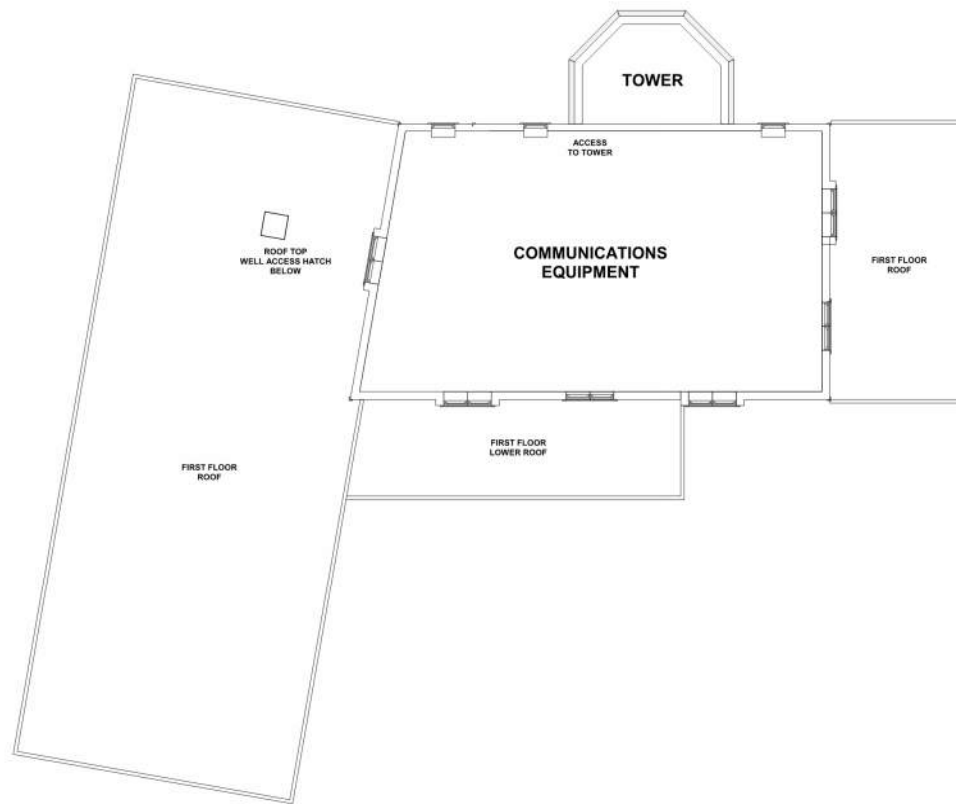 TOWER
ACCESS
TO TOWER
ROOF TOP
WELL ACCESS HATCH
BELOW
COMMUNICATIONS
EQUIPMENT
FIRST FLOOR
ROOF
FIRST FLOOR
LOWER ROOF
FIRST FLOOR
ROOF